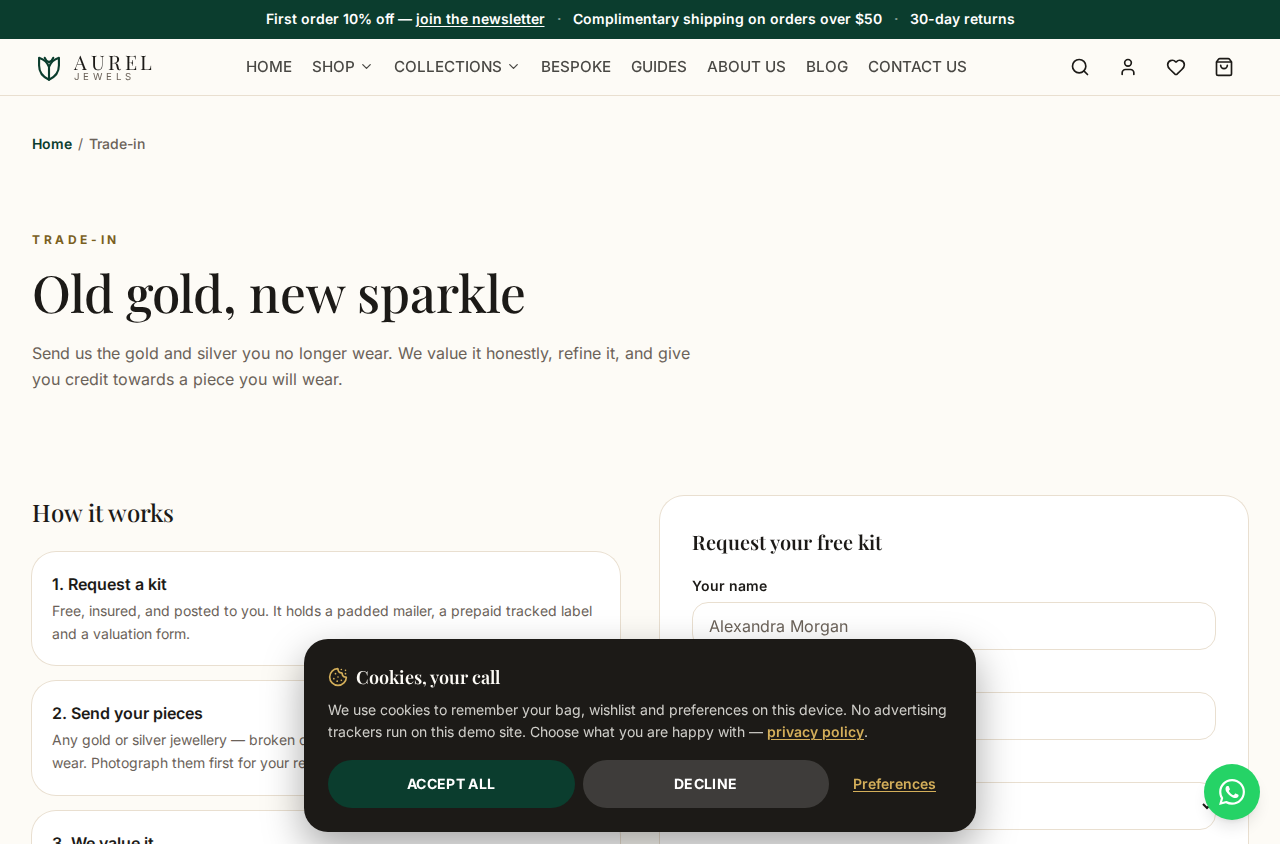 First order 10% off — join the newsletter · Complimentary shipping on orders over $50 · 30-day returns
AUREL
JEWELS
HOME SHOP COLLECTIONS BESPOKE GUIDES ABOUT US BLOG CONTACT US
Home / Trade-in
TRADE-IN
Old gold, new sparkle
Send us the gold and silver you no longer wear. We value it honestly, refine it, and give
you credit towards a piece you will wear.
How it works
1. Request a kit
Free, insured, and posted to you. It holds a padded mailer, a prepaid tracked label
and a valuation form.
2. Send your pieces
Any gold or silver jewellery — broken
wear. Photograph them first for your
3. We value it
Request your free kit
Your name
Alexandra Morgan
Cookies, your call
We use cookies to remember your bag, wishlist and preferences on this device. No advertising
trackers run on this demo site. Choose what you are happy with — privacy policy.
ACCEPT ALL
DECLINE
Preferences